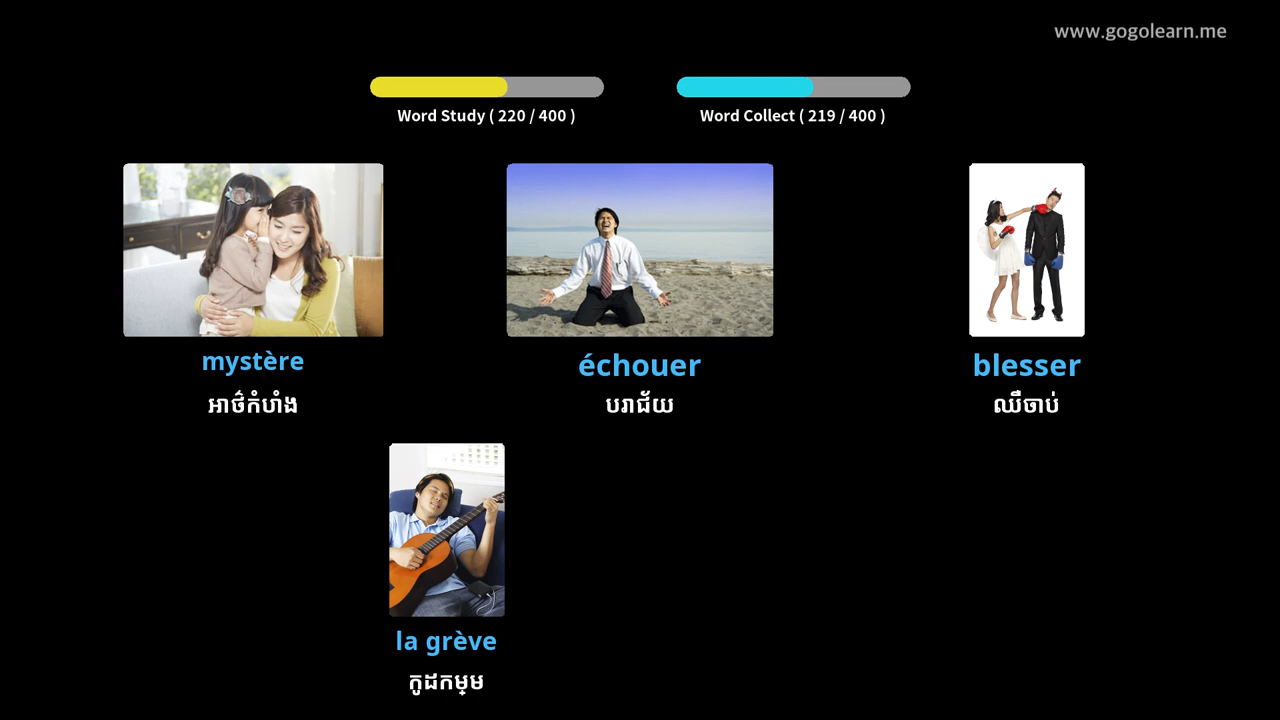 www.gogolearn.me
Word Study ( 220 / 400 )
Word Collect ( 219 / 400 )
mystère
échouer
blesser
អាថ៌កំបាំង
បរាជ័យ
ឈឺចាប់
la grève
កូដកម្ម